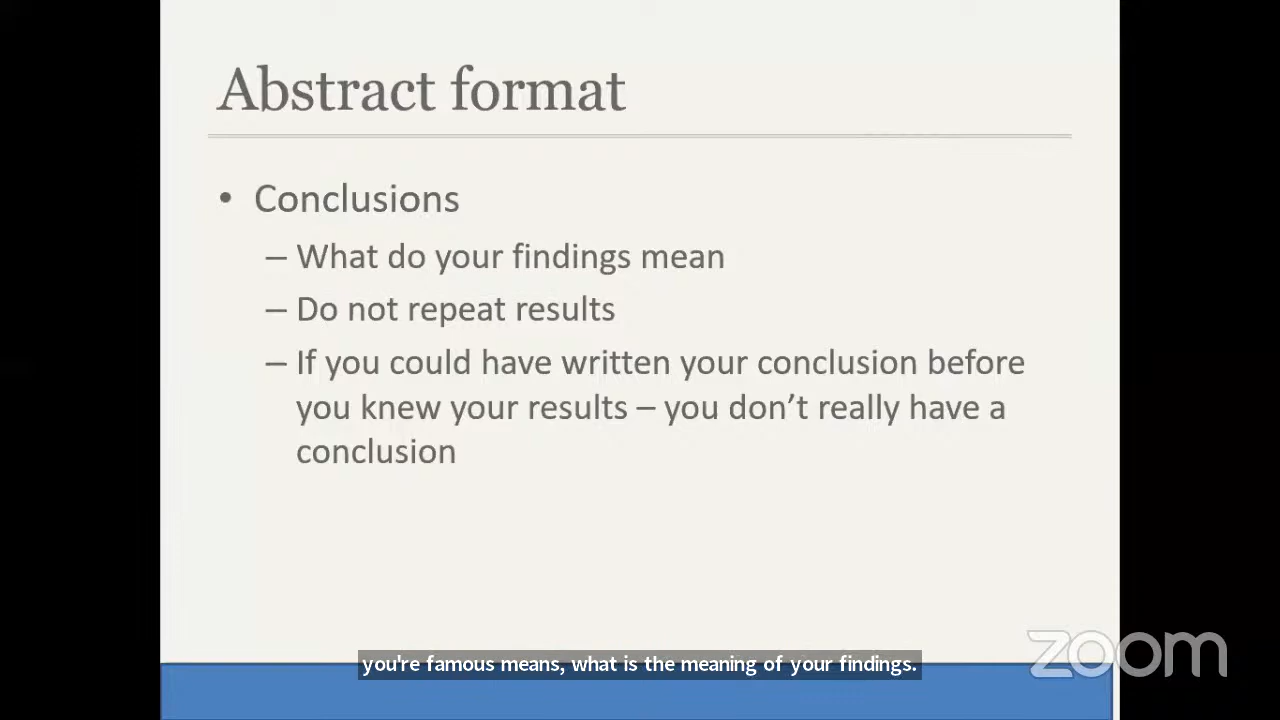 Abstract format
• Conclusions
– What do your findings mean
– Do not repeat results
– If you could have written your conclusion before
you knew your results – you don’t really have a
conclusion
you're famous means, what is the meaning of your findings.
zoom